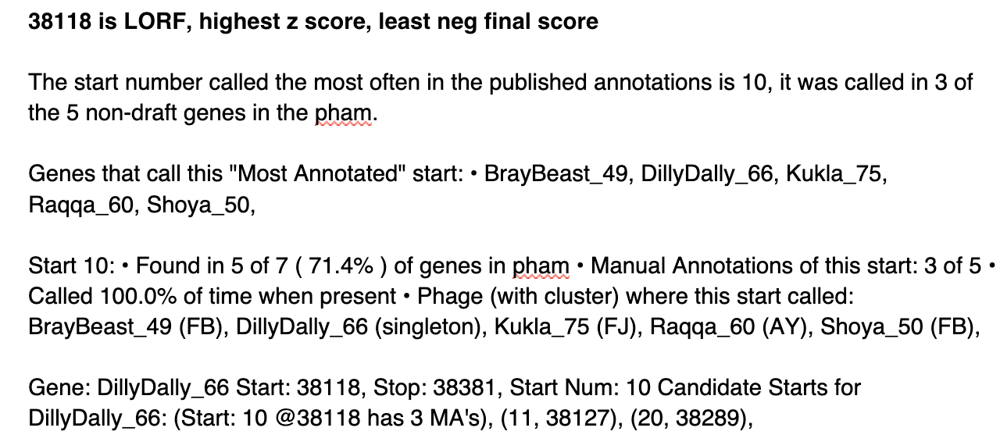 38118 is LORF, highest z score, least neg final score
The start number called the most often in the published annotations is 10, it was called in 3 of
the 5 non-draft genes in the pham.
Genes that call this "Most Annotated" start: • BrayBeast_49, DillyDally_66, Kukla_75,
Raqqa_60, Shoya_50,
Start 10: • Found in 5 of 7 ( 71.4% ) of genes in pham • Manual Annotations of this start: 3 of 5 •
Called 100.0% of time when present • Phage (with cluster) where this start called:
BrayBeast_49 (FB), DillyDally_66 (singleton), Kukla_75 (FJ), Raqqa_60 (AY), Shoya_50 (FB),
Gene: DillyDally_66 Start: 38118, Stop: 38381, Start Num: 10 Candidate Starts for
DillyDally_66: (Start: 10 @38118 has 3 MA's), (11, 38127), (20, 38289),